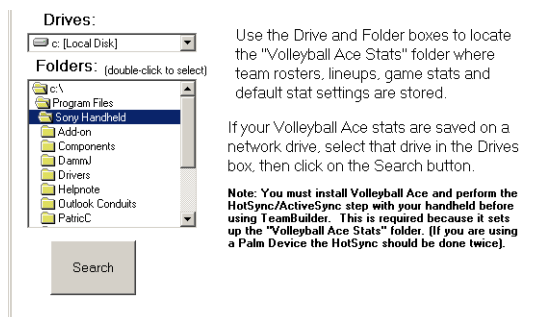 Drives:
c: [Local Disk]
Folders: (double-click to select)
c:\
Program Files
Sony Handheld
Add-on
Components
DammJ
Drivers
Helpnote
Outlook Conduits
PatricC
Search
Use the Drive and Folder boxes to locate
the "Volleyball Ace Stats" folder where
team rosters, lineups, game stats and
default stat settings are stored.
If your Volleyball Ace stats are saved on a
network drive, select that drive in the Drives
box, then click on the Search button.
Note: You must install Volleyball Ace and perform the
HotSync/ActiveSync step with your handheld before
using TeamBuilder. This is required because it sets
up the "Volleyball Ace Stats" folder. (If you are using
a Palm Device the HotSync should be done twice).